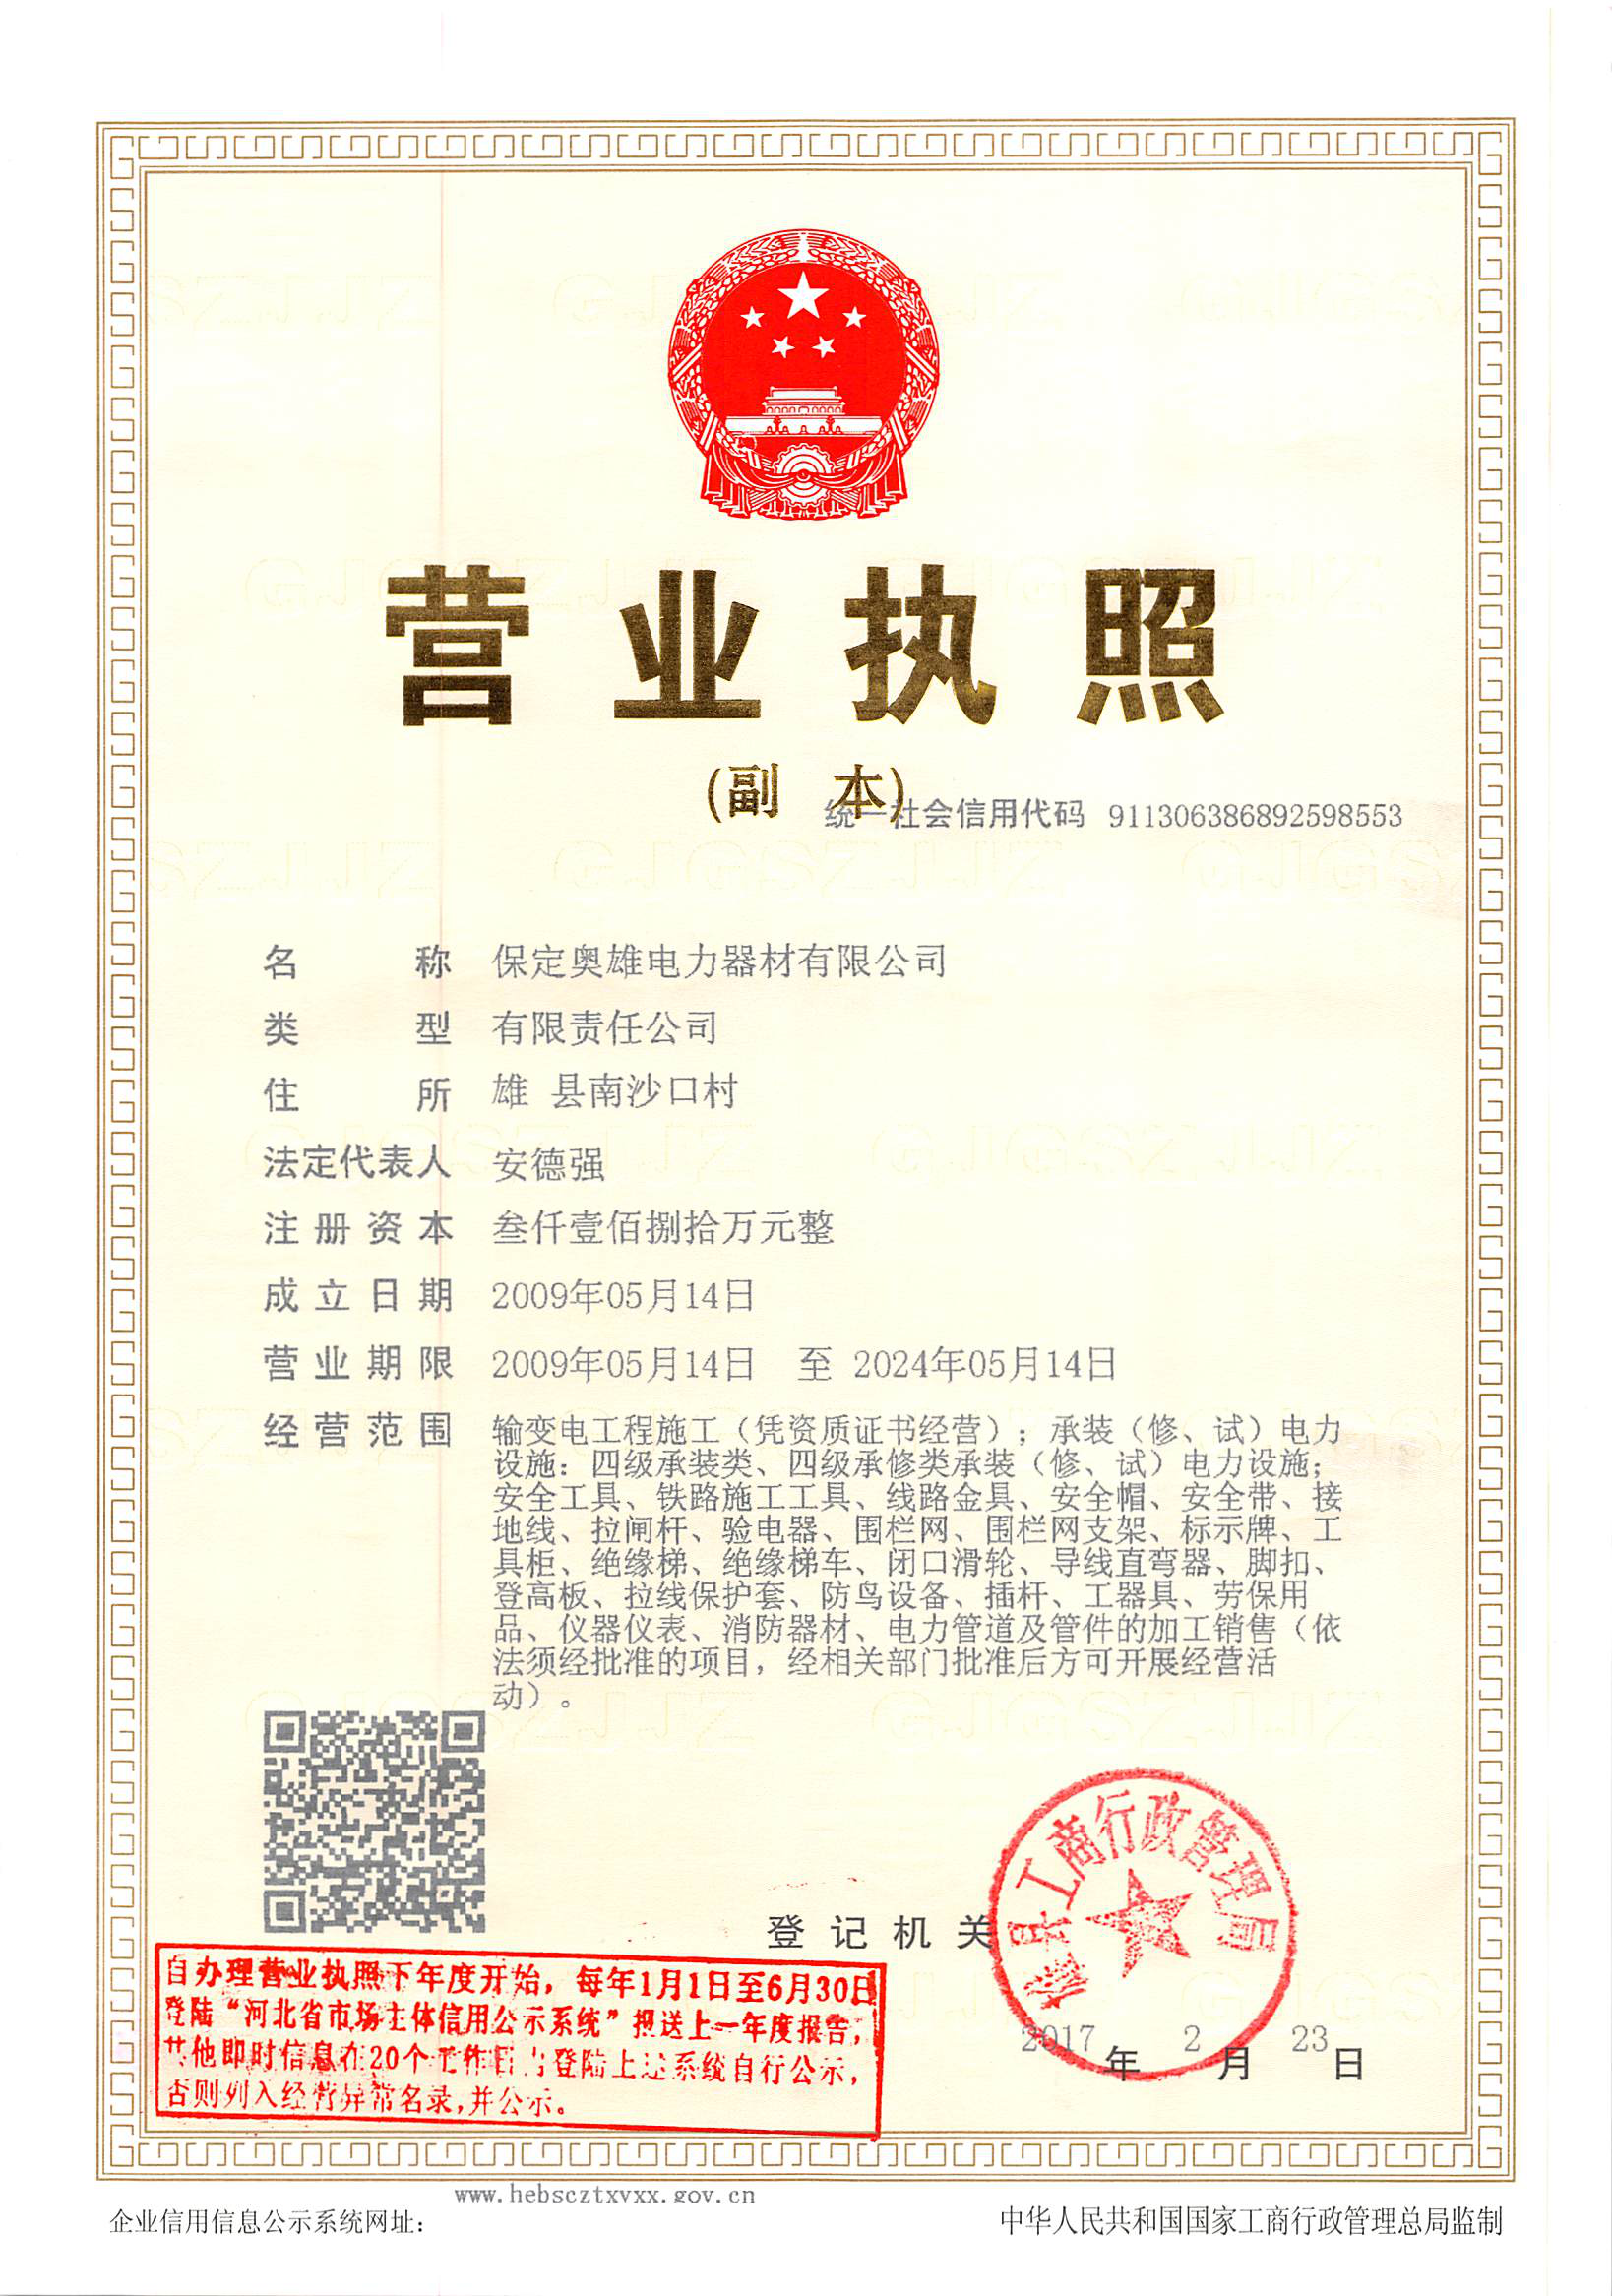 营业执照
(副 本)
统一社会信用代码 911306386892598553
名 称 保定奥雄电力器材有限公司
类 型 有限责任公司
住 所 雄 县南沙口村
法定代表人 安德强
注册资本 叁仟壹佰捌拾万元整
成立日期 2009年05月14日
营业期限 2009年05月14日 至 2024年05月14日
经营范围 输变电工程施工（凭资质证书经营）；承装（修、试）电力
设施：四级承装类、四级承修类承装（修、试）电力设施；
安全工具、铁路施工工具、线路金具、安全帽、安全带、接
地线、拉闸杆、验电器、围栏网、围栏网支架、标示牌、工
具柜、绝缘梯、绝缘梯车、闭口滑轮、导线直弯器、脚扣、
登高板、拉线保护套、防鸟设备、插杆、工器具、劳保用
品、仪器仪表、消防器材、电力管道及管件的加工销售（依
法须经批准的项目，经相关部门批准后方可开展经营活
动）。
登记机关
雄县工商行政管理局
2017年2月23日
自办理营业执照下年度开始，每年1月1日至6月30日
登陆“河北省市场主体信用公示系统”报送上一年度报告，
其他即时信息在20个工作日内登陆上述系统自行公示，
否则列入经营异常名录，并公示。
www.hebscztxyxx.gov.cn
企业信用信息公示系统网址：
中华人民共和国国家工商行政管理总局监制